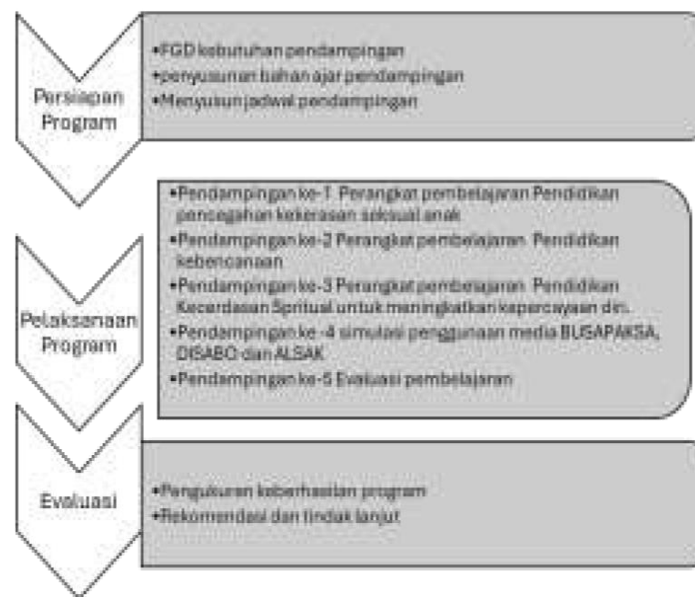 Persiapan
Program
•FGD kebutuhan pendampingan
•penyusunan bahan ajar pendampingan
•Menyusun jadwal pendampingan
Pelaksanaan
Program
•Pendampingan ke-1 Perangkat pembelajaran Pendidikan
pencegahan kekerasan seksual anak
•Pendampingan ke-2 Perangkat pembelajaran Pendidikan
kebencanaan
•Pendampingan ke-3 Perangkat pembelajaran Pendidikan
Kecerdasan Spritual untuk meningkatkan kepercayaan diri.
•Pendampingan ke-4 simulasi penggunaan media BUSAPAKSA,
DISABO dan ALSAK
•Pendampingan ke-5 Evaluasi pembelajaran
Evaluasi
•Pengukuran keberhasilan program
•Rekomendasi dan tindak lanjut